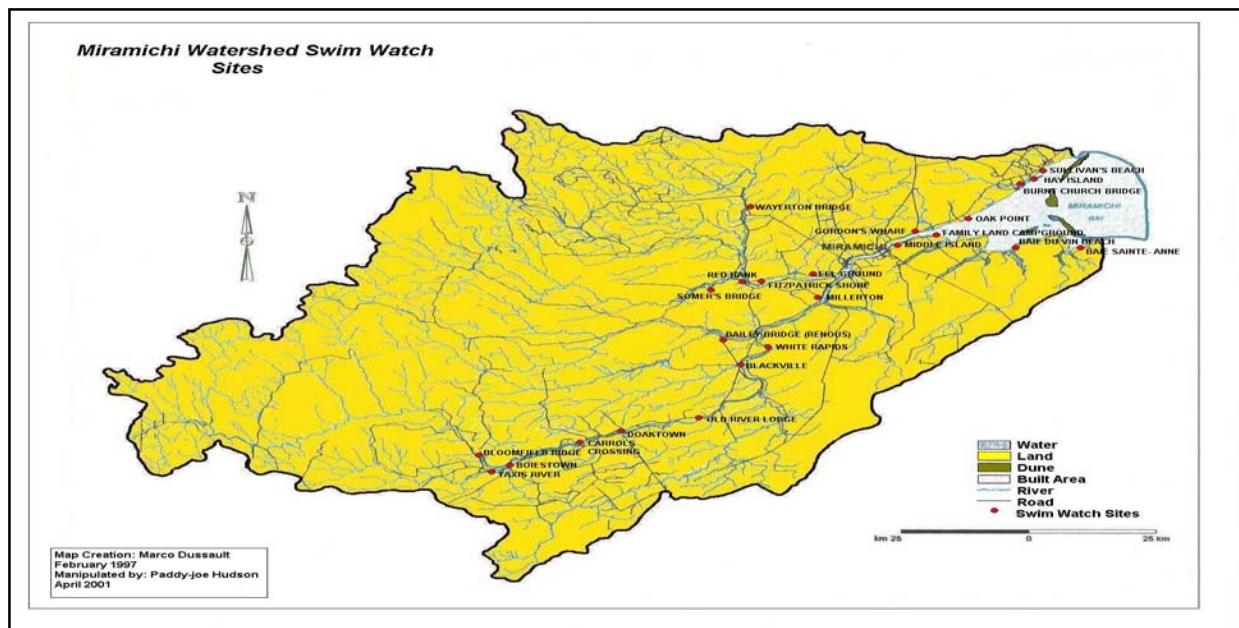 Miramichi Watershed Swim Watch
Sites
N
SULLIVAN'S BEACH
HAY ISLAND
BURNT CHURCH BRIDGE
WAYERTON BRIDGE
MIRAMICHI
BAY
OAK POINT
GORDON'S WHARF
FAMILY LAND CAMPGROUND
MIRAMICHI
MIDDLE ISLAND
BAIE DU VIN BEACH
BAIE SAINTE-ANNE
RED BANK
EEL GROUND
FITZPATRICK SHORE
SOMER'S BRIDGE
MILLERTON
BAILEY BRIDGE (RENOUS)
WHITE RAPIDS
BLACKVILLE
OLD RIVER LODGE
DOAKTOWN
CARROLS
CROSSING
BLOOMFIELD RIDGE
BOIESTOWN
TAXIS RIVER
Water
Land
Dune
Built Area
River
Road
Swim Watch Sites
km 25 0 25 km
Map Creation: Marco Dussault
February 1997
Manipulated by: Paddy-joe Hudson
April 2001